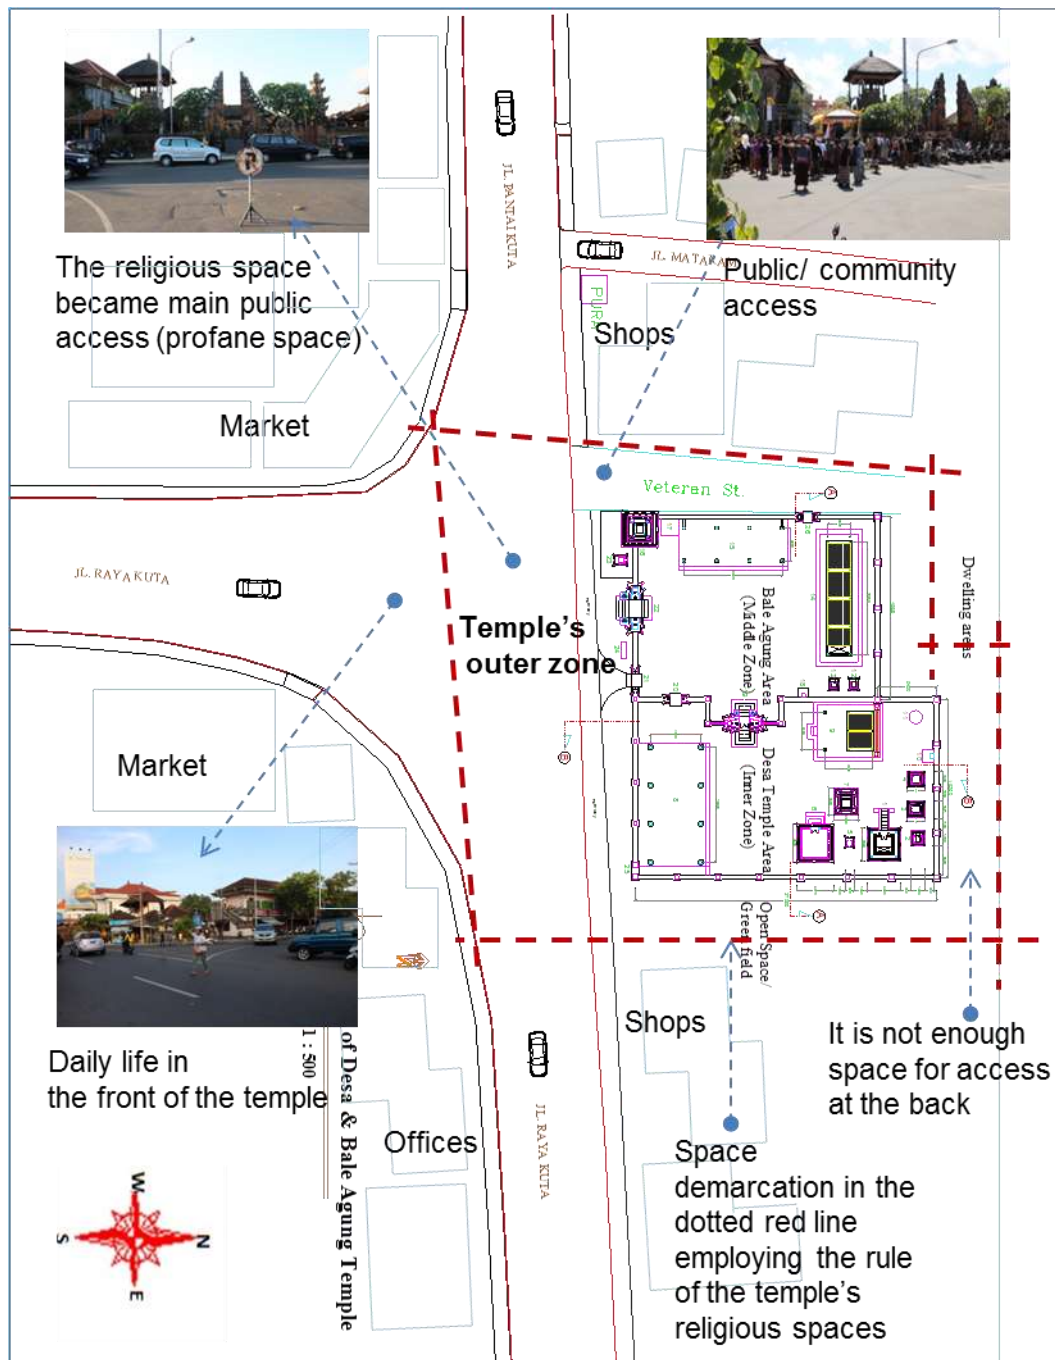 The religious space
became main public
access (profane space)
Public/ community
access
JL. PANTAI KUTA
JL. MATARAM
PURA
Shops
Market
Veteran St.
JL. RAYA KUTA
Temple's
outer zone
Bale Agung Area
(Middle Zone)
Desa Temple Area
(Inner Zone)
Dwelling areas
Open Space/
Green field
Market
Daily life in
the front of the temple
Shops
It is not enough
space for access
at the back
Offices
JL. RAYA KUTA
Space
demarcation in the
dotted red line
employing the rule
of the temple's
religious spaces
of Desa & Bale Agung Temple
1 : 500
W
S
N
E
A
A
B
B